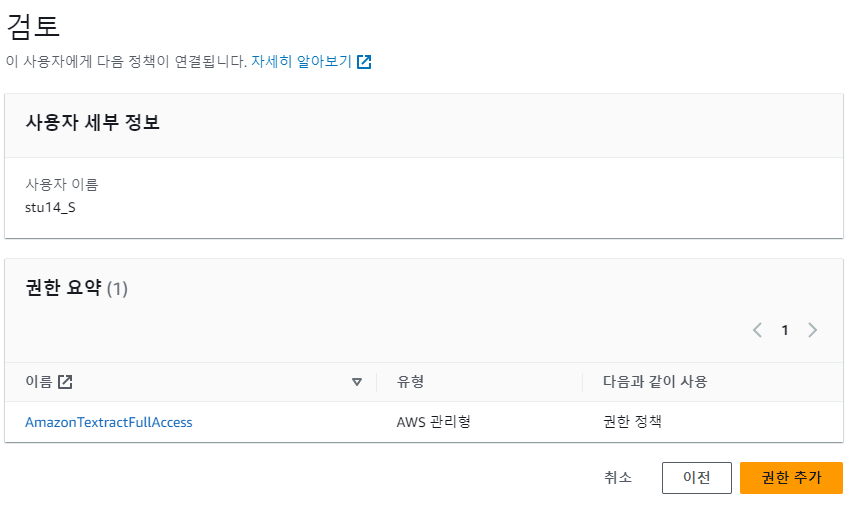 검토
이 사용자에게 다음 정책이 연결됩니다. 자세히 알아보기
사용자 세부 정보
사용자 이름
stu14_S
권한 요약 (1)
1
이름 유형 다음과 같이 사용
AmazonTextractFullAccess AWS 관리형 권한 정책
취소 이전 권한 추가